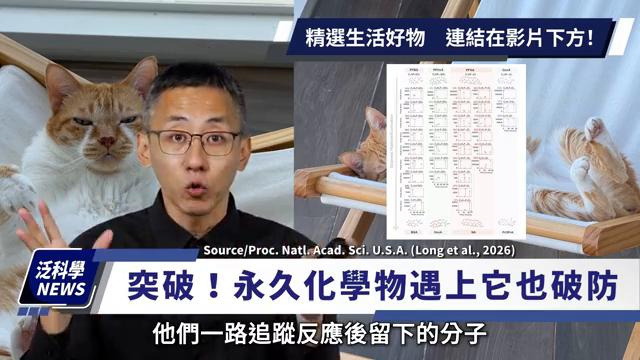 精選生活好物　連結在影片下方！
Source/Proc. Natl. Acad. Sci. U.S.A. (Long et al., 2026)
泛科學
NEWS
突破！永久化學物遇上它也破防
他們一路追蹤反應後留下的分子